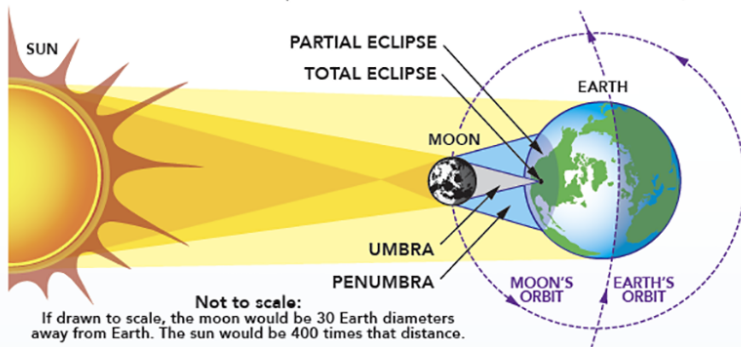 SUN
PARTIAL ECLIPSE
TOTAL ECLIPSE
EARTH
MOON
UMBRA
PENUMBRA
MOON'S
ORBIT
EARTH'S
ORBIT
Not to scale:
If drawn to scale, the moon would be 30 Earth diameters
away from Earth. The sun would be 400 times that distance.